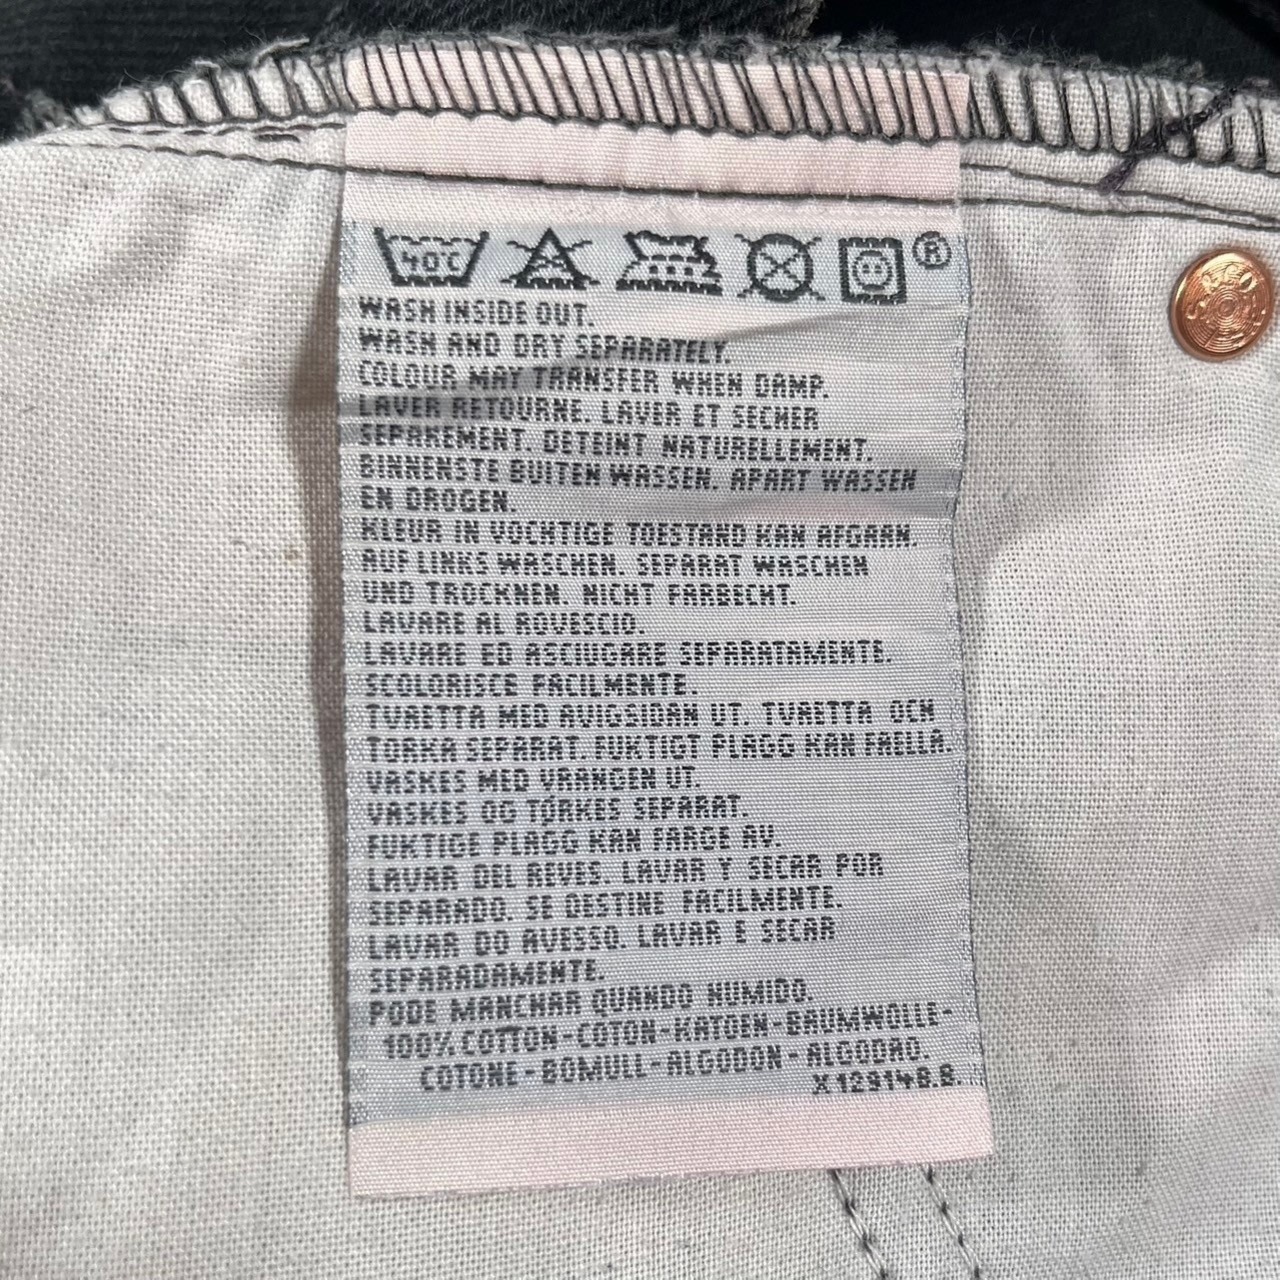 40°C
®
WASH INSIDE OUT.
WASH AND DRY SEPARATELY.
COLOUR MAY TRANSFER WHEN DAMP.
LAVER RETOURNE. LAVER ET SECHER
SEPAREMENT. DETEINT NATURELLEMENT.
BINNENSTE BUITEN WASSEN. APART WASSEN
EN DROGEN.
KLEUR IN VOCHTIGE TOESTAND KAN AFGAAN.
AUF LINKS WASCHEN. SEPARAT WASCHEN
UND TROCKNEN. NICHT FARBECHT.
LAVARE AL ROVESCIO.
LAVARE ED ASCIUGARE SEPARATAMENTE.
SCOLORISCE FACILMENTE.
TVAETTA MED AVIGSIDAN UT. TVAETTA OCH
TORKA SEPARAT. FUKTIGT PLAGG KAN FAELLA.
VASKES MED VRANGEN UT.
VASKES OG TØRKES SEPARAT.
FUKTIGE PLAGG KAN FARGE AV.
LAVAR DEL REVES. LAVAR Y SECAR POR
SEPARADO. SE DESTINE FACILMENTE.
LAVAR DO AVESSO. LAVAR E SECAR
SEPARADAMENTE.
PODE MANCHAR QUANDO HUMIDO.
100% COTTON-COTON-KATOEN-BAUMWOLLE-
COTONE-BOMULL-ALGODON-ALGODAO.